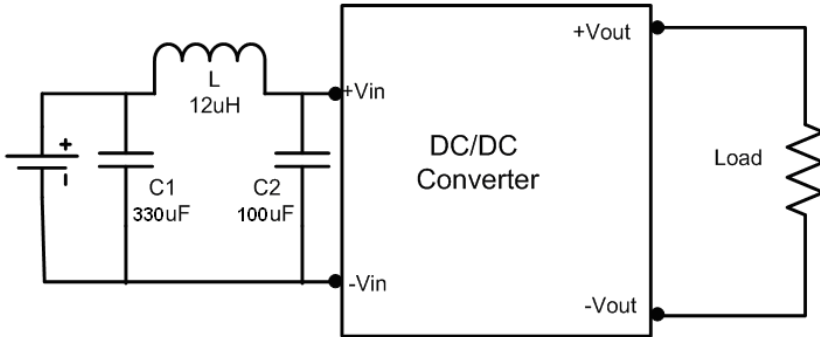 +Vout
L
12uH
+Vin
+
DC/DC
Converter
Load
C1
330uF
C2
100uF
-Vin
-Vout